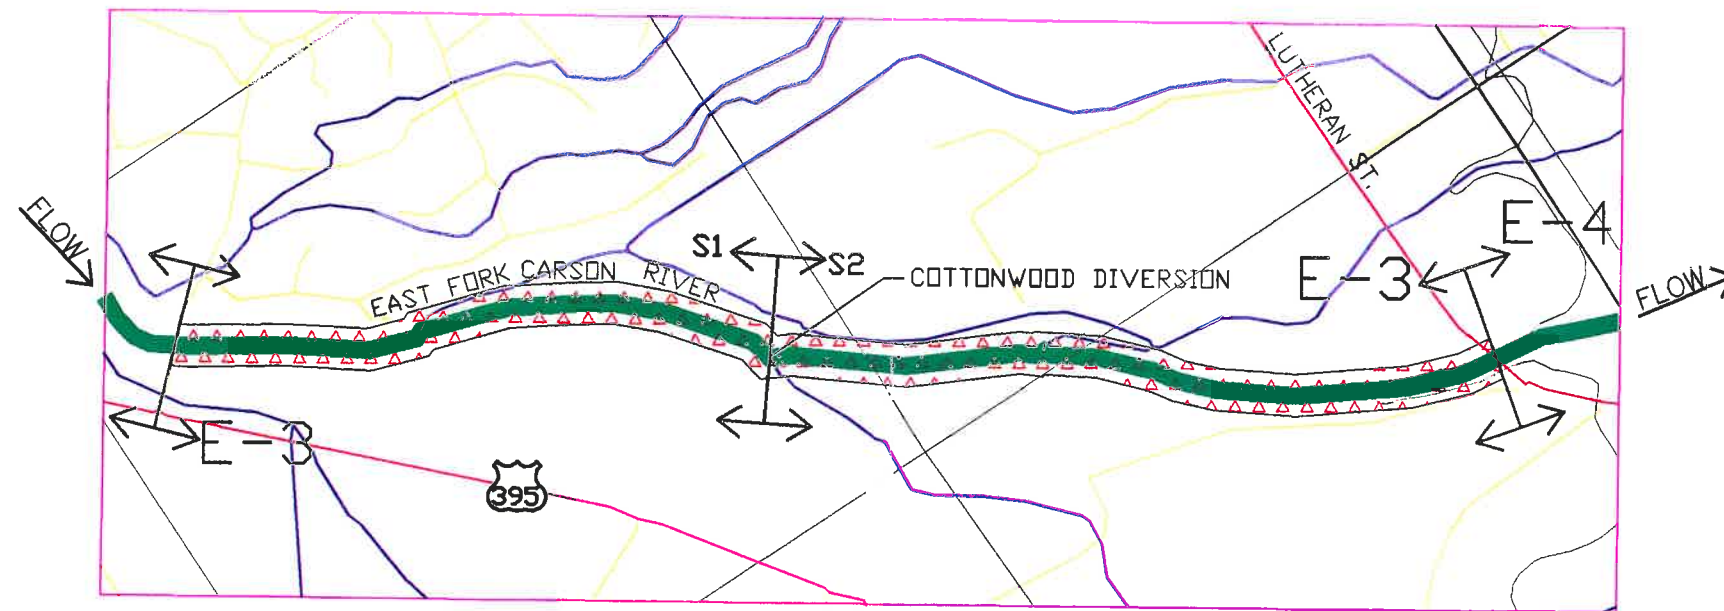 LUTHERAN ST.
FLOW
E-4
S1
S2
EAST FORK CARSON RIVER
COTTONWOOD DIVERSION
E-3
FLOW
E-3
395